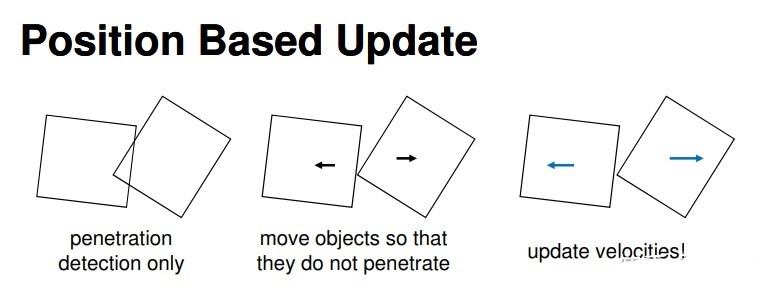 Position Based Update
penetration
detection only
move objects so that
they do not penetrate
update velocities!